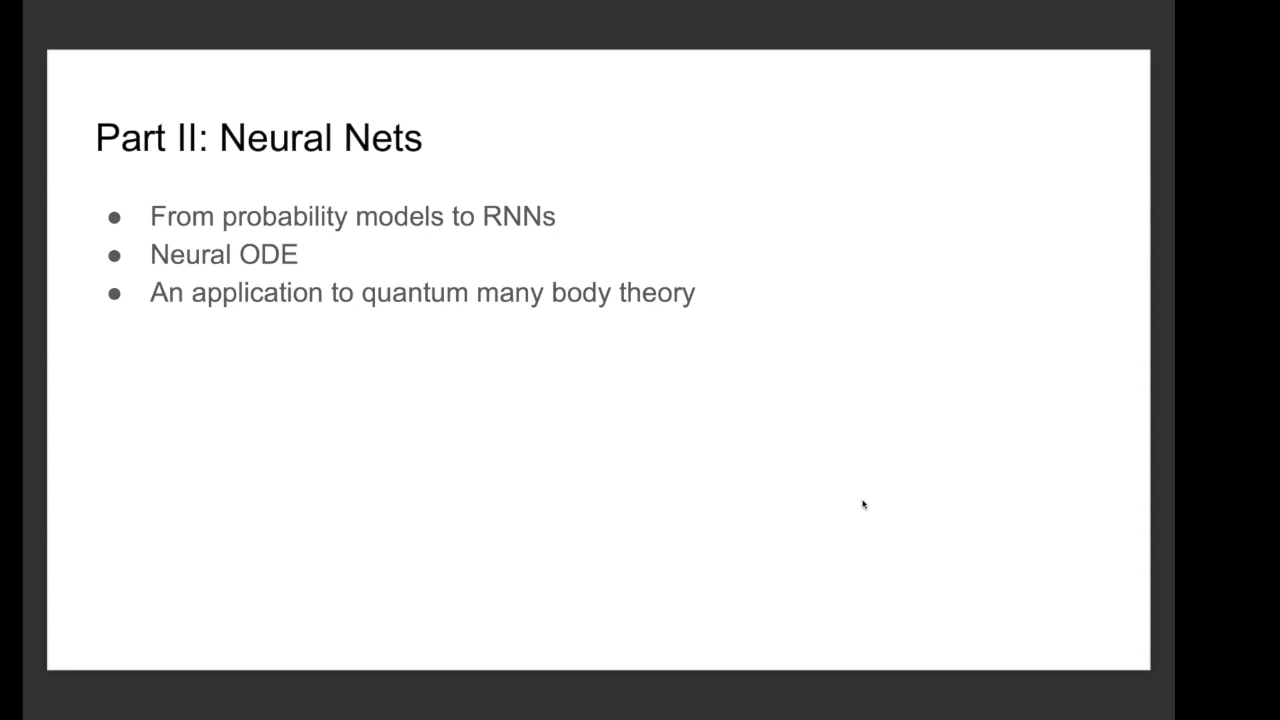 Part II: Neural Nets
● From probability models to RNNs
● Neural ODE
● An application to quantum many body theory